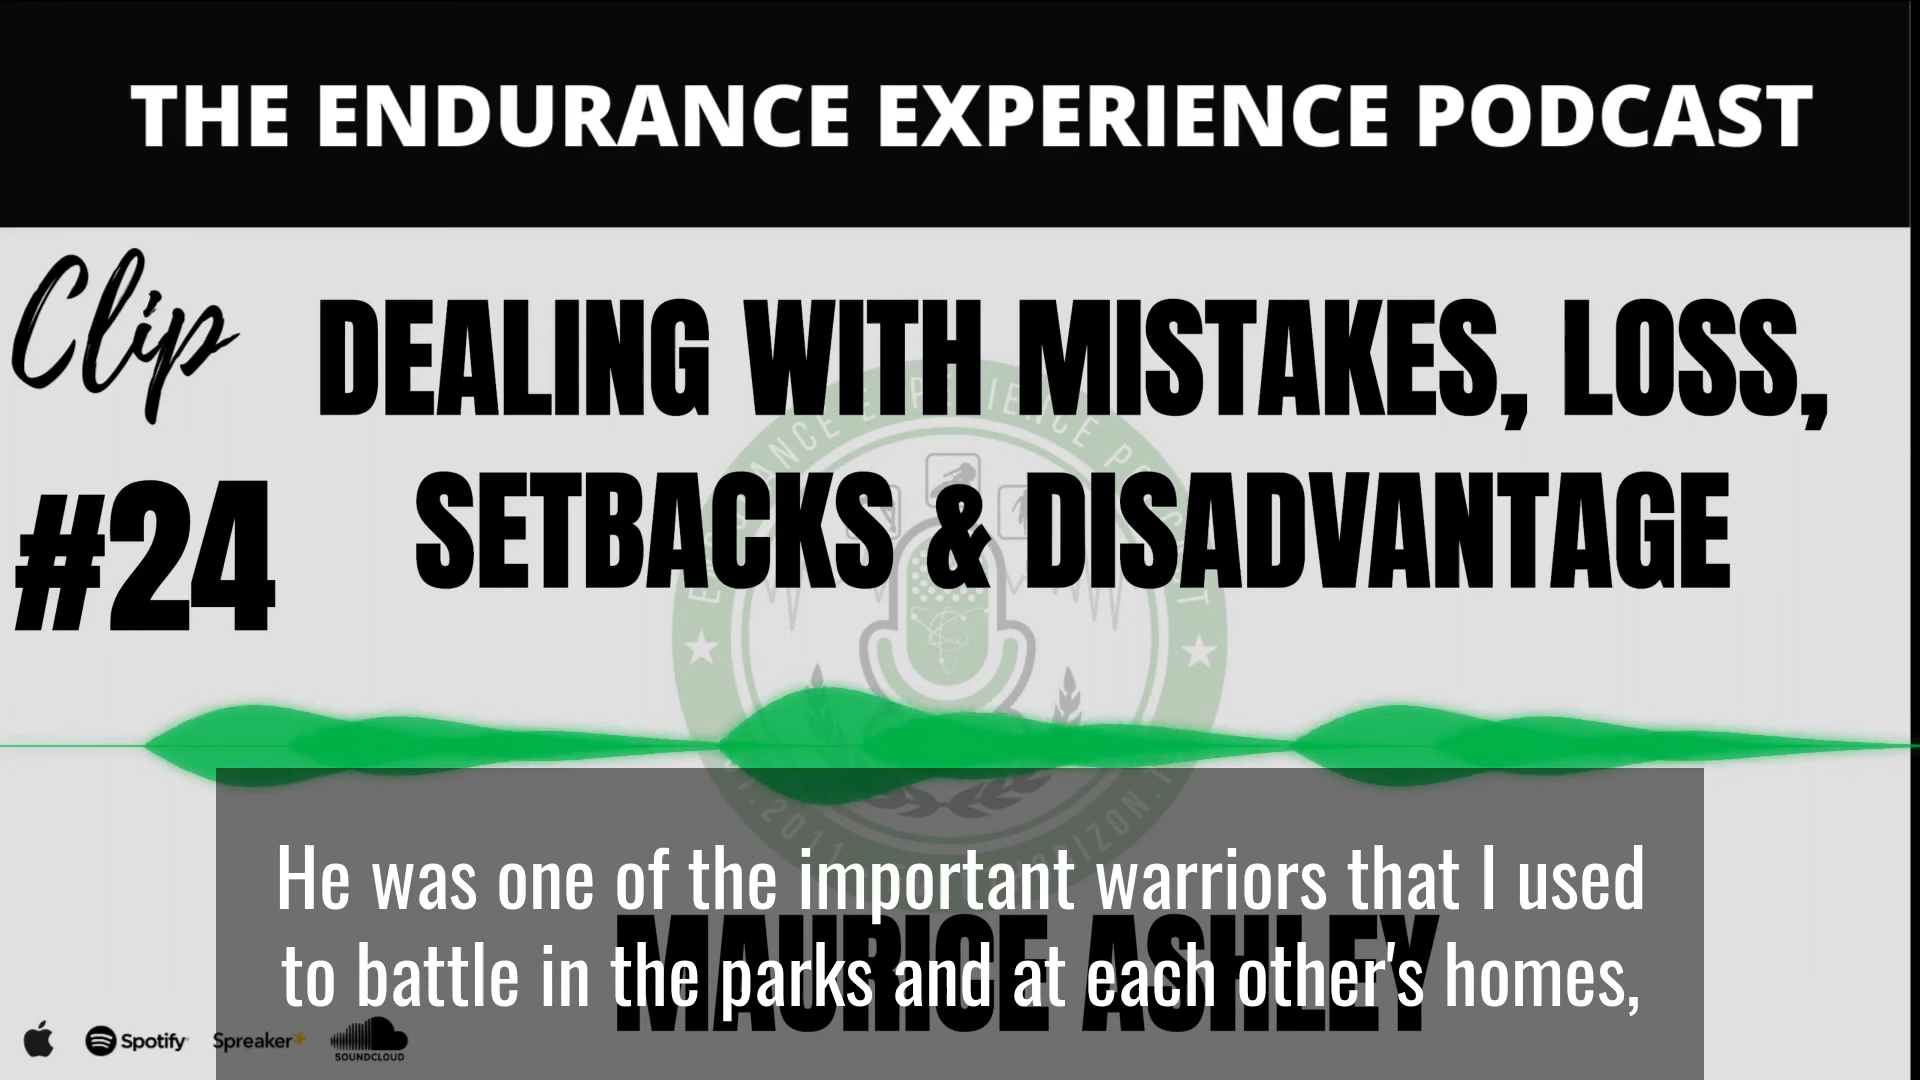 THE ENDURANCE EXPERIENCE PODCAST
Clip
#24
DEALING WITH MISTAKES, LOSS,
SETBACKS & DISADVANTAGE
He was one of the important warriors that I used
to battle in the parks and at each other's homes,
MAURICE ASHLEY
Spotify
Spreaker
SOUNDCLOUD